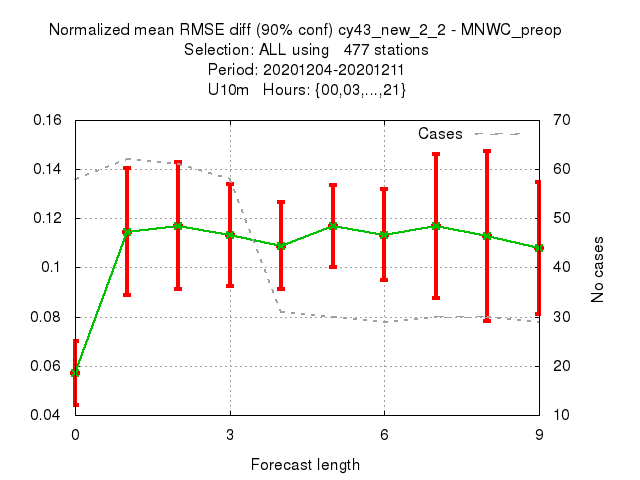 Normalized mean RMSE diff (90% conf) cy43_new_2_2 - MNWC_preop
Selection: ALL using   477 stations
Period: 20201204-20201211
U10m   Hours: {00,03,...,21}
0.16
0.14
0.12
0.1
0.08
0.06
0.04
Cases
70
60
50
40
30
20
10
No cases
0
3
6
9
Forecast length